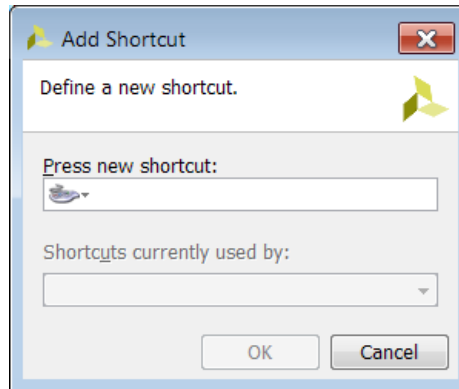 Add Shortcut
Define a new shortcut.
Press new shortcut:
Shortcuts currently used by:
OK
Cancel